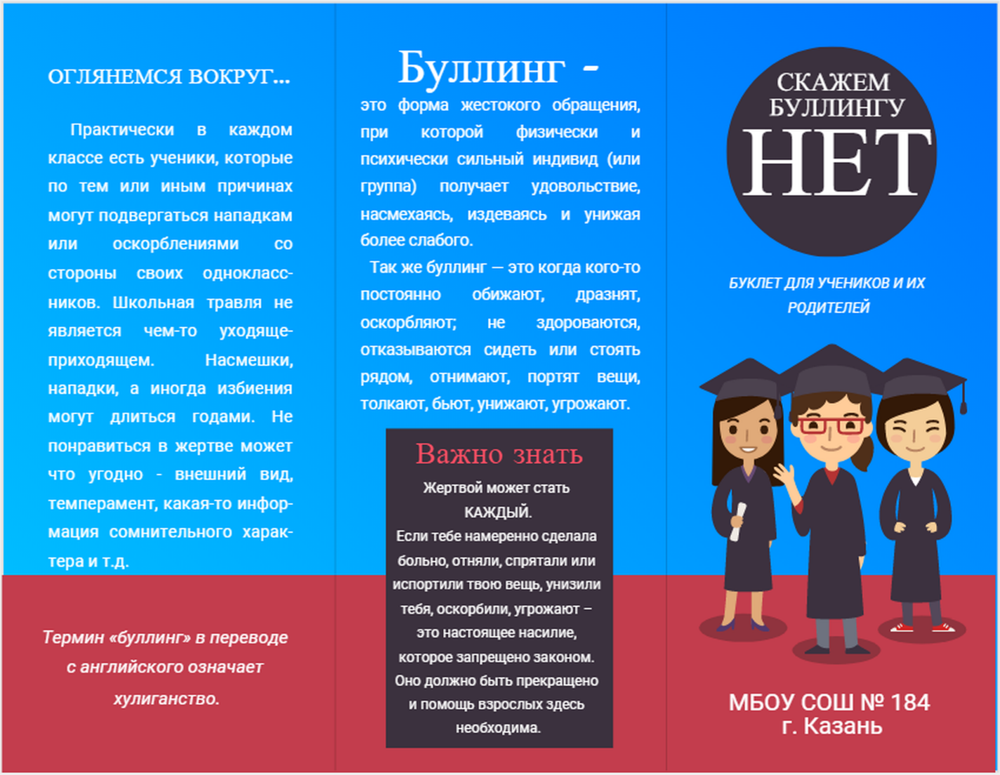 ОГЛЯНЕМСЯ ВОКРУГ...
Практически в каждом
классе есть ученики, которые
по тем или иным причинах
могут подвергаться нападкам
или оскорблениями со
стороны своих однокласс-
ников. Школьная травля не
является чем-то уходяще-
приходящем. Насмешки,
нападки, а иногда избиения
могут длиться годами. Не
понравиться в жертве может
что угодно - внешний вид,
темперамент, какая-то инфор-
мация сомнительного харак-
тера и т.д.
Термин «буллинг» в переводе
с английского означает
хулиганство.
Буллинг -
это форма жестокого обращения,
при которой физически и
психически сильный индивид (или
группа) получает удовольствие,
насмехаясь, издеваясь и унижая
более слабого.
Так же буллинг — это когда кого-то
постоянно обижают, дразнят,
оскорбляют; не здороваются,
отказываются сидеть или стоять
рядом, отнимают, портят вещи,
толкают, бьют, унижают, угрожают.
Важно знать
Жертвой может стать
КАЖДЫЙ.
Если тебе намеренно сделала
больно, отняли, спрятали или
испортили твою вещь, унизили
тебя, оскорбили, угрожают –
это настоящее насилие,
которое запрещено законом.
Оно должно быть прекращено
и помощь взрослых здесь
необходима.
СКАЖЕМ
БУЛЛИНГУ
НЕТ
БУКЛЕТ ДЛЯ УЧЕНИКОВ И ИХ
РОДИТЕЛЕЙ
МБОУ СОШ № 184
г. Казань